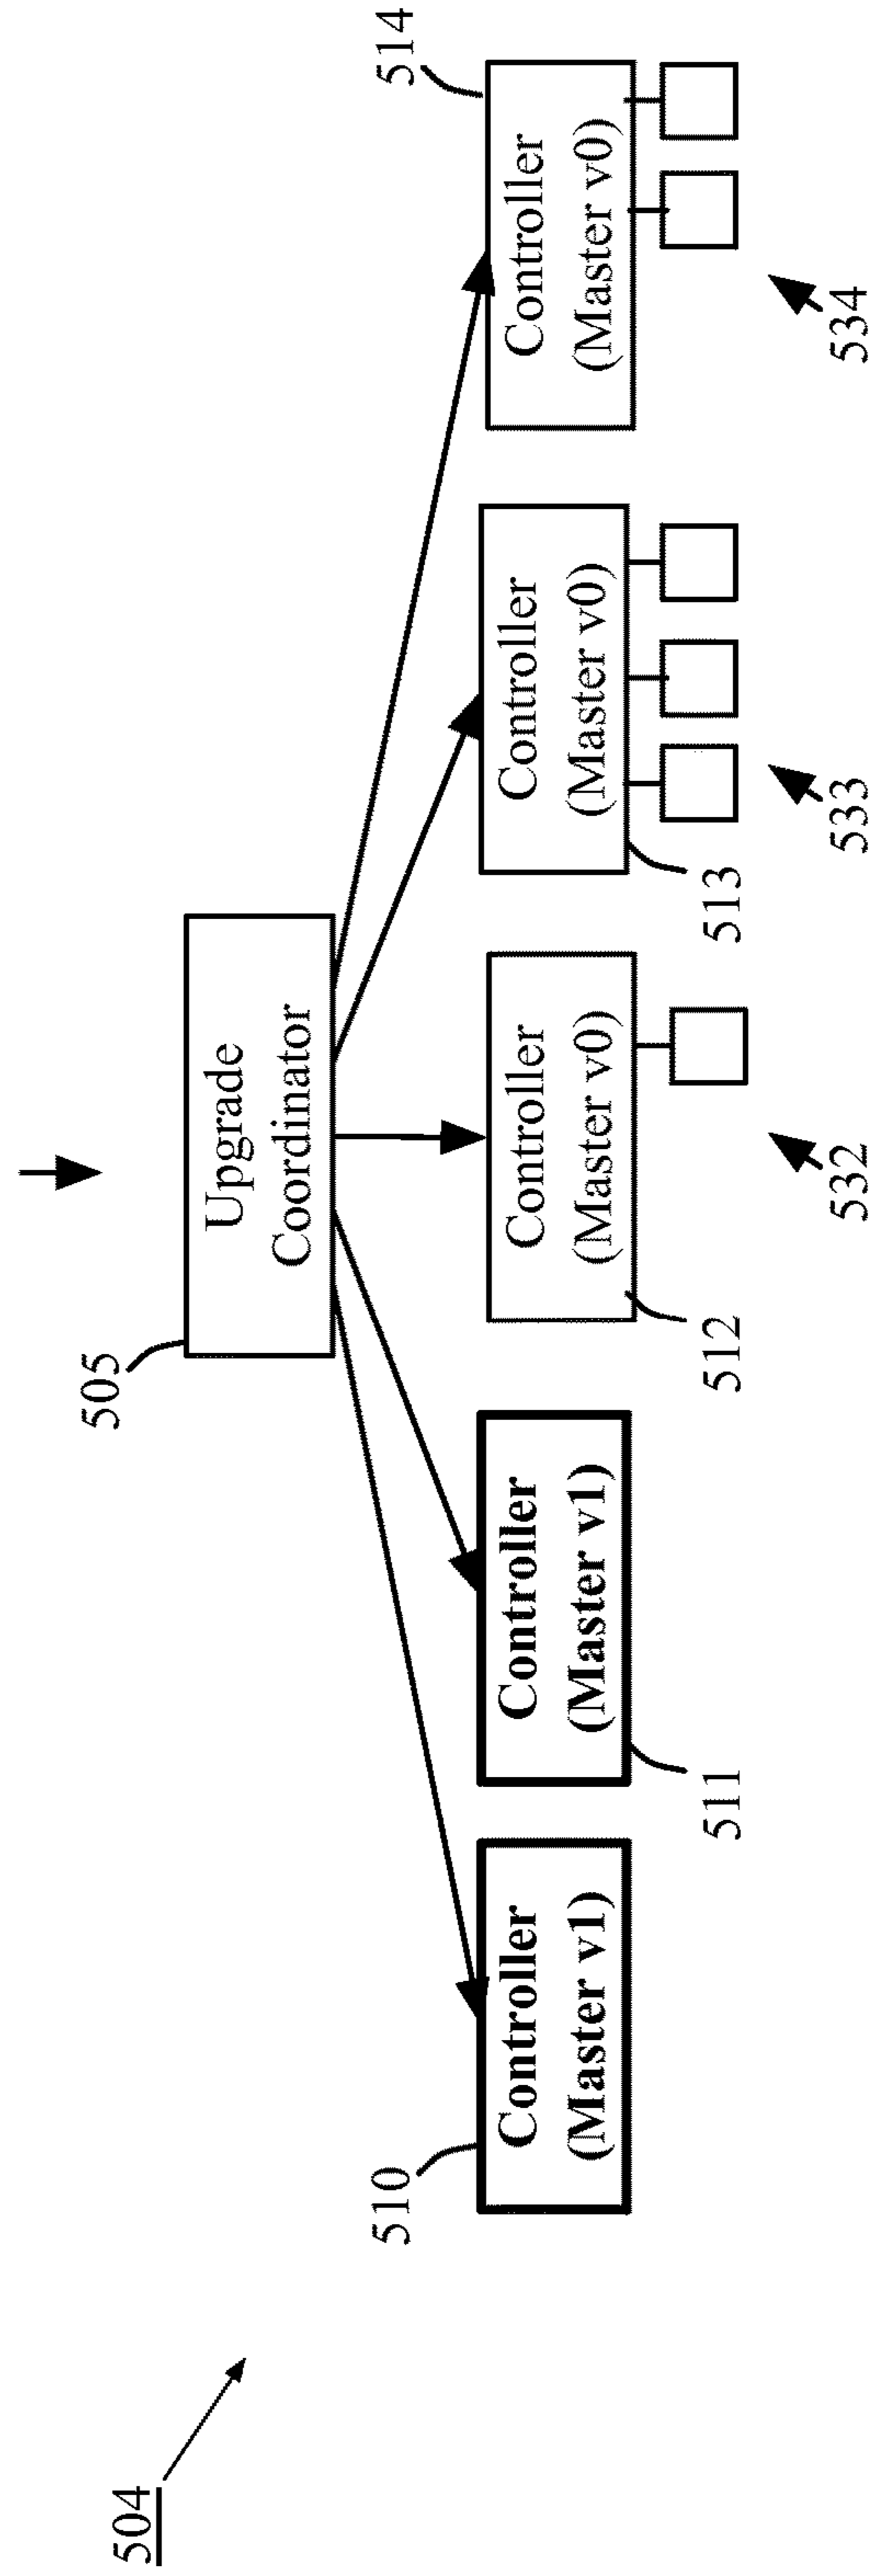 504
505
Upgrade
Coordinator
510
Controller
(Master v1)
Controller
(Master v1)
511
Controller
(Master v0)
512
532
Controller
(Master v0)
513
533
514
Controller
(Master v0)
534